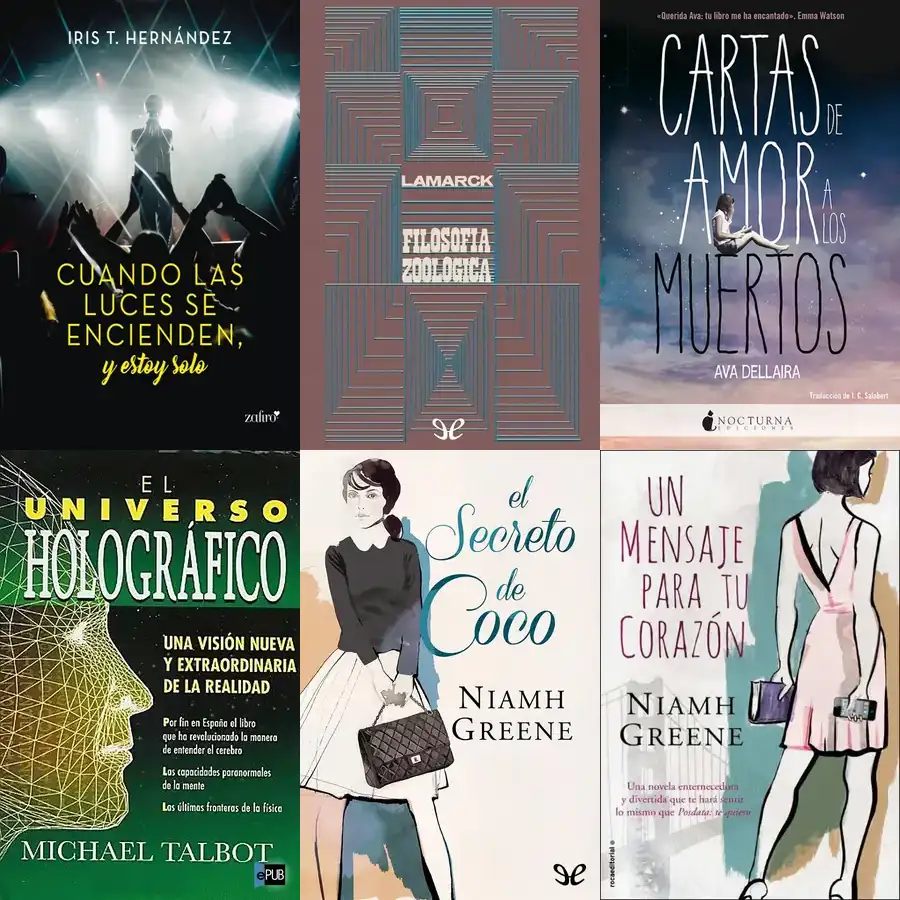 IRIS T. HERNÁNDEZ
CUANDO LAS
LUCES SE
ENCIENDEN,
y estoy solo
zafiro
LAMARCK
FILOSOFIA
ZOOLOGICA
«Querida Ava: tu libro me ha encantado». Emma Watson
CARTAS DE
AMOR A
LOS
MUERTOS
AVA DELLAIRA
Traducción de I. C. Salabert
NOCTURNA
EDICIONES
EL
UNIVERSO
HOLOGRÁFICO
UNA VISIÓN NUEVA
Y EXTRAORDINARIA
DE LA REALIDAD
Por fin en España el libro
que ha revolucionado la manera
de entender el cerebro
Las capacidades paranormales
de la mente
Las últimas fronteras de la física
MICHAEL TALBOT
ePUB
el
Secreto
de
Coco
NIAMH
GREENE
UN
MENSAJE
PARA TU
CORAZÓN
NIAMH
GREENE
Una novela enternecedora
y divertida que te hará sentir
lo mismo que Posdata: te quiero
rocaeditorial